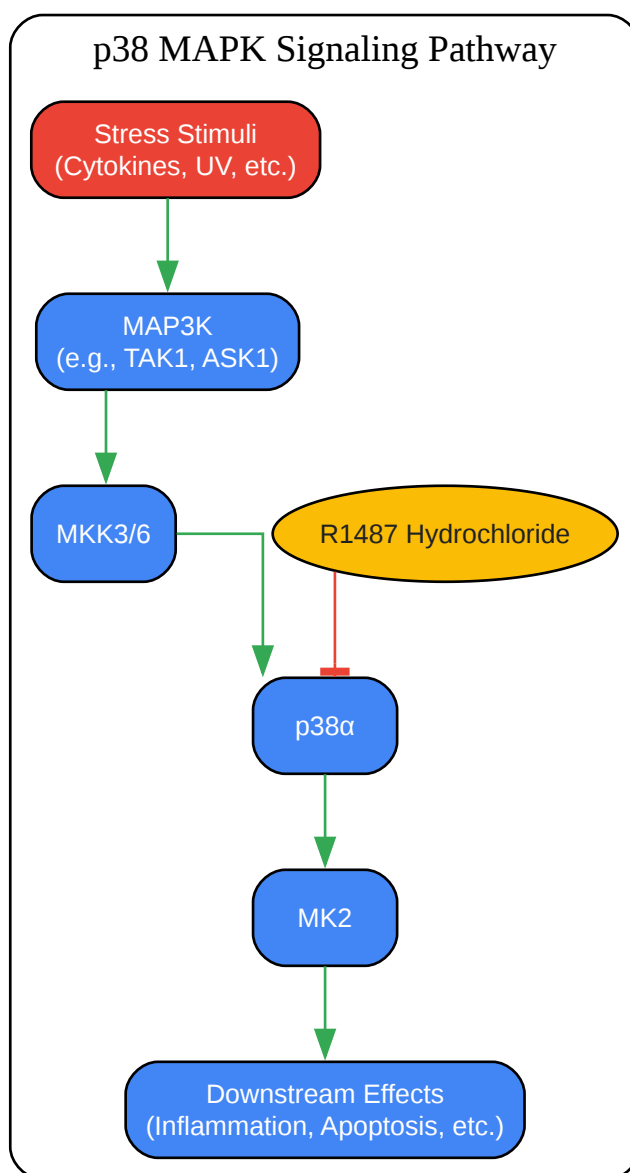 p38 MAPK Signaling Pathway
Stress Stimuli
(Cytokines, UV, etc.)
MAP3K
(e.g., TAK1, ASK1)
MKK3/6
R1487 Hydrochloride
p38α
MK2
Downstream Effects
(Inflammation, Apoptosis, etc.)